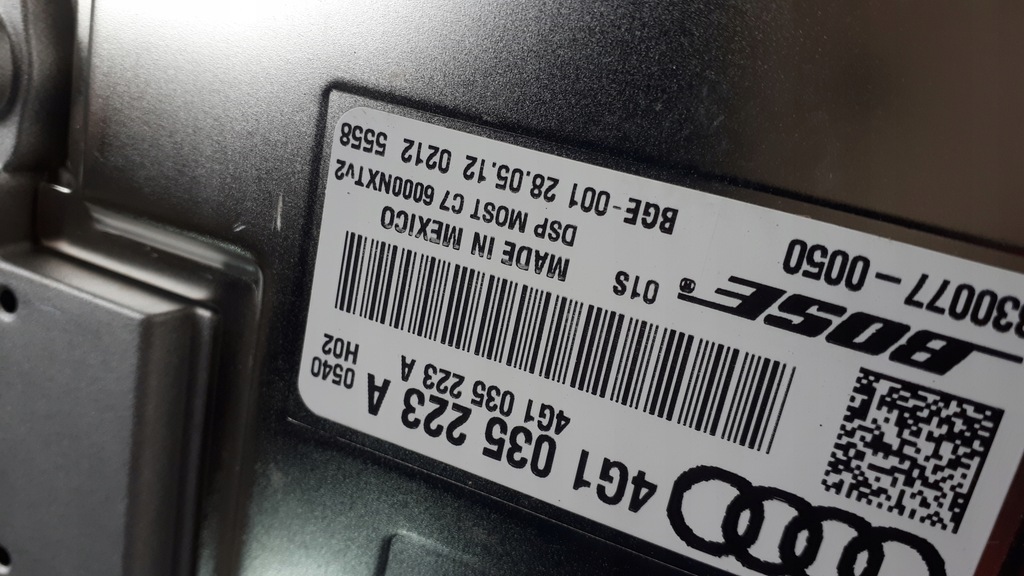 4G1 035 223 A
0540
H02
4G1 035 223 A
01S
MADE IN MEXICO
BOSE®
DSP MOST C7 6000NXTv2
330077-0050
BGE-001 28.05.12 0212 5558